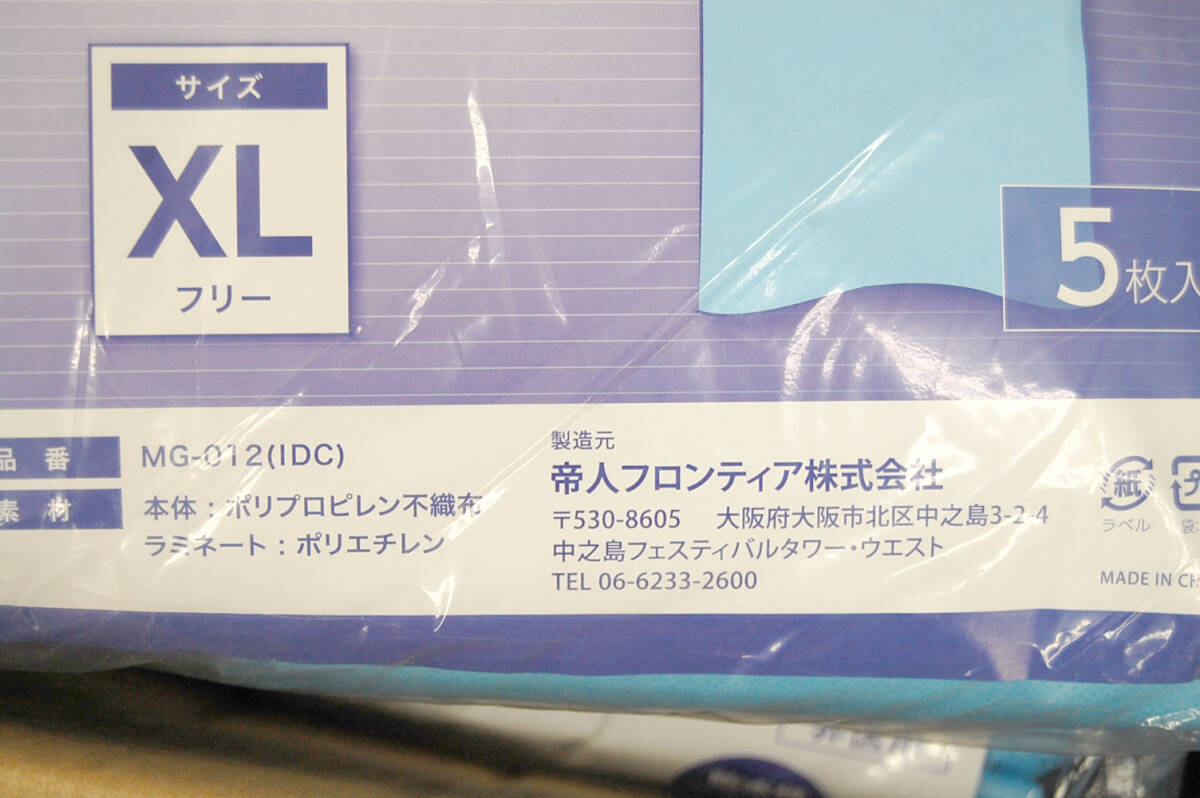 サイズ
XL
フリー
5枚入
品番 MG-012(IDC)
素材 本体：ポリプロピレン不織布
ラミネート：ポリエチレン
製造元
帝人フロンティア株式会社
〒530-8605 大阪府大阪市北区中之島3-2-4
中之島フェスティバルタワー・ウエスト
TEL 06-6233-2600
紙
ラベル
袋:
MADE IN CH